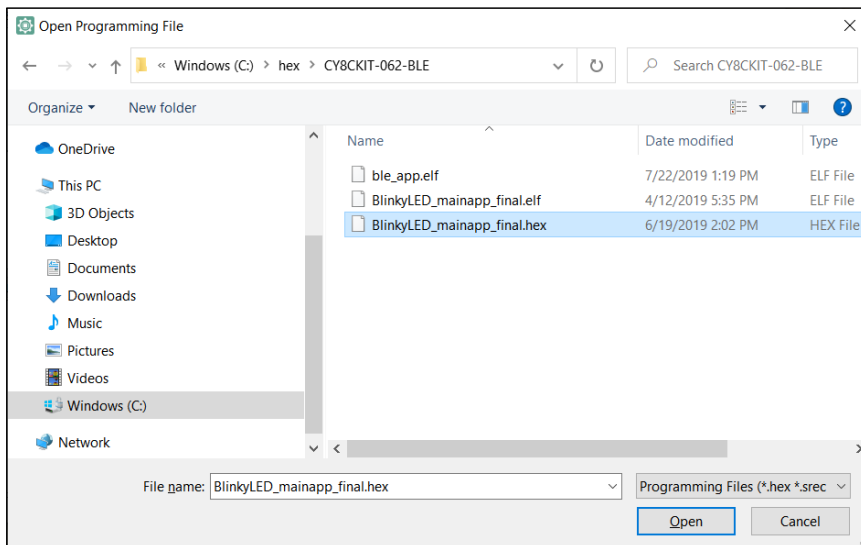 Open Programming File
« Windows (C:) > hex > CY8CKIT-062-BLE
Search CY8CKIT-062-BLE
Organize
New folder
?
OneDrive
This PC
3D Objects
Desktop
Documents
Downloads
Music
Pictures
Videos
Windows (C:)
Network
Name Date modified Type
ble_app.elf 7/22/2019 1:19 PM ELF File
BlinkyLED_mainapp_final.elf 4/12/2019 5:35 PM ELF File
BlinkyLED_mainapp_final.hex 6/19/2019 2:02 PM HEX File
File name: BlinkyLED_mainapp_final.hex
Programming Files (*.hex *.srec
Open Cancel